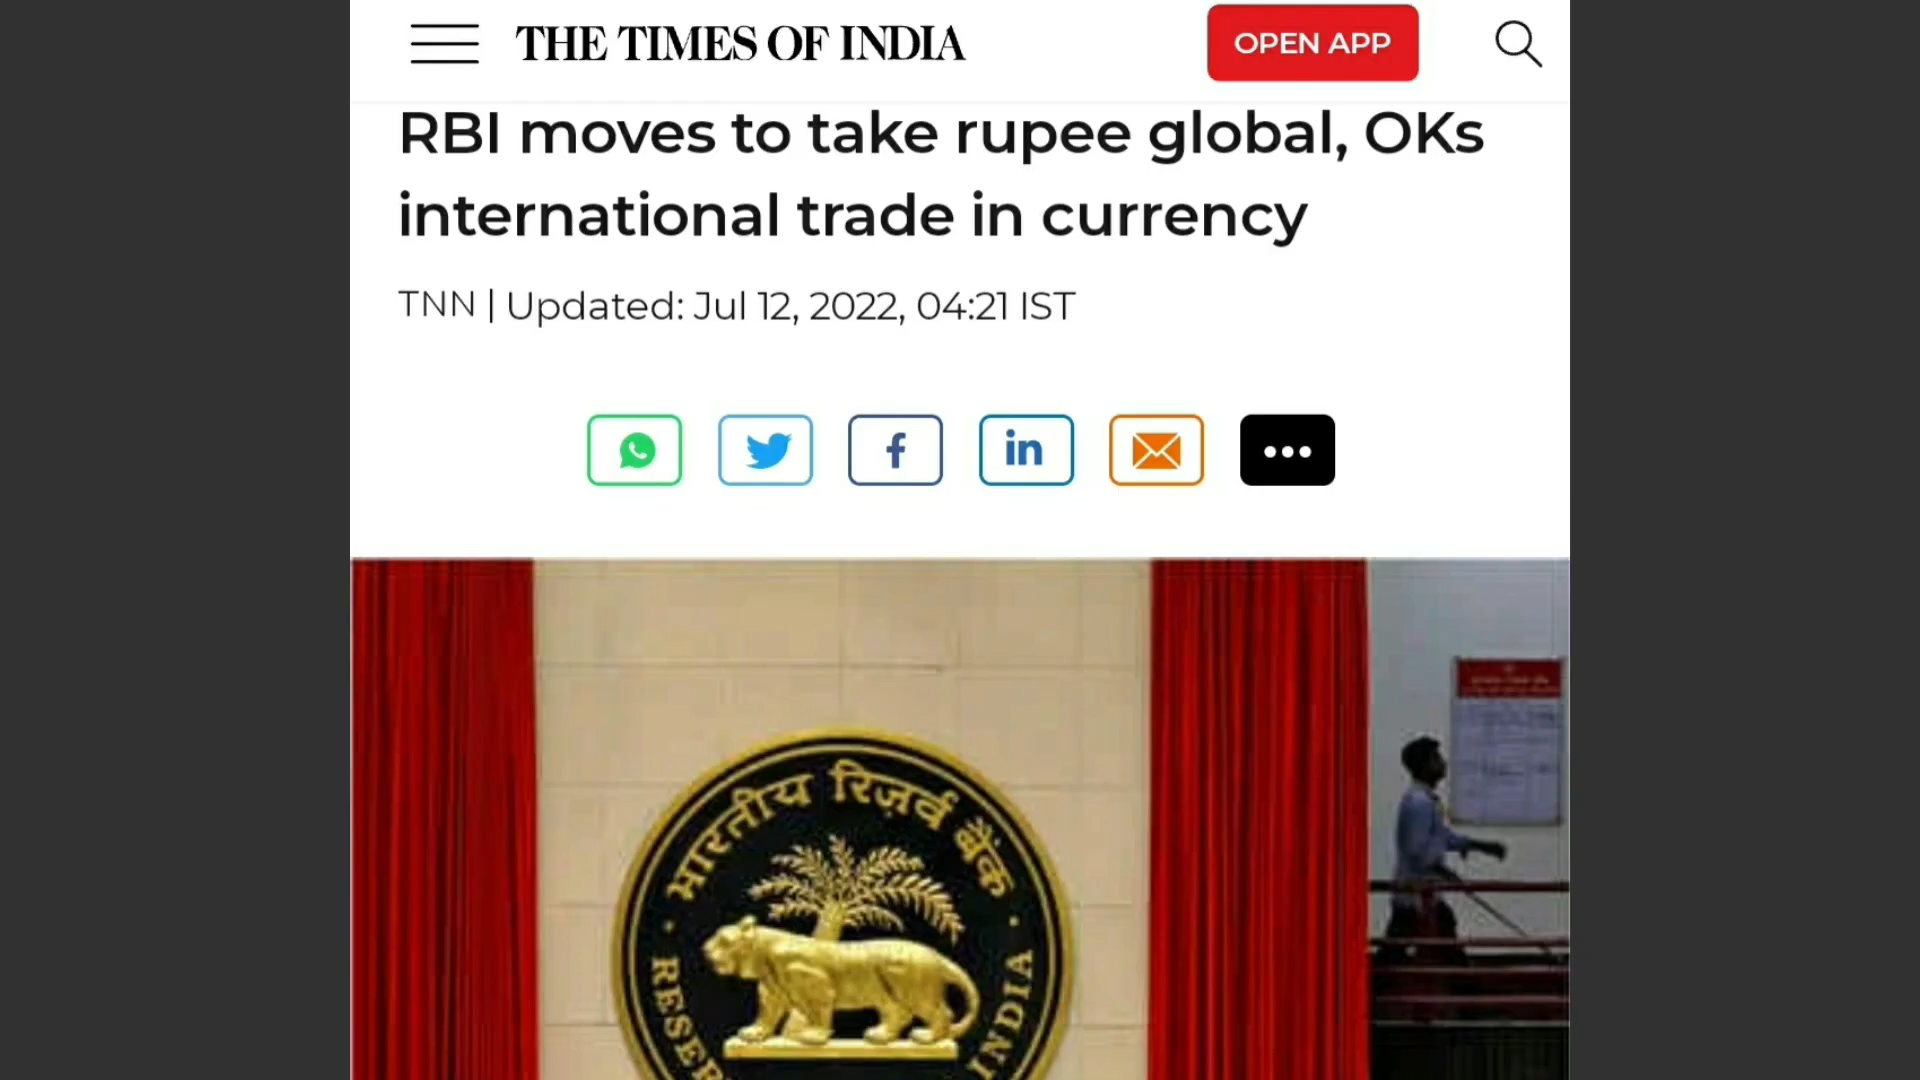 THE TIMES OF INDIA
OPEN APP
RBI moves to take rupee global, OKs
international trade in currency
TNN | Updated: Jul 12, 2022, 04:21 IST
भारतीय रिज़र्व बैंक
INDIA